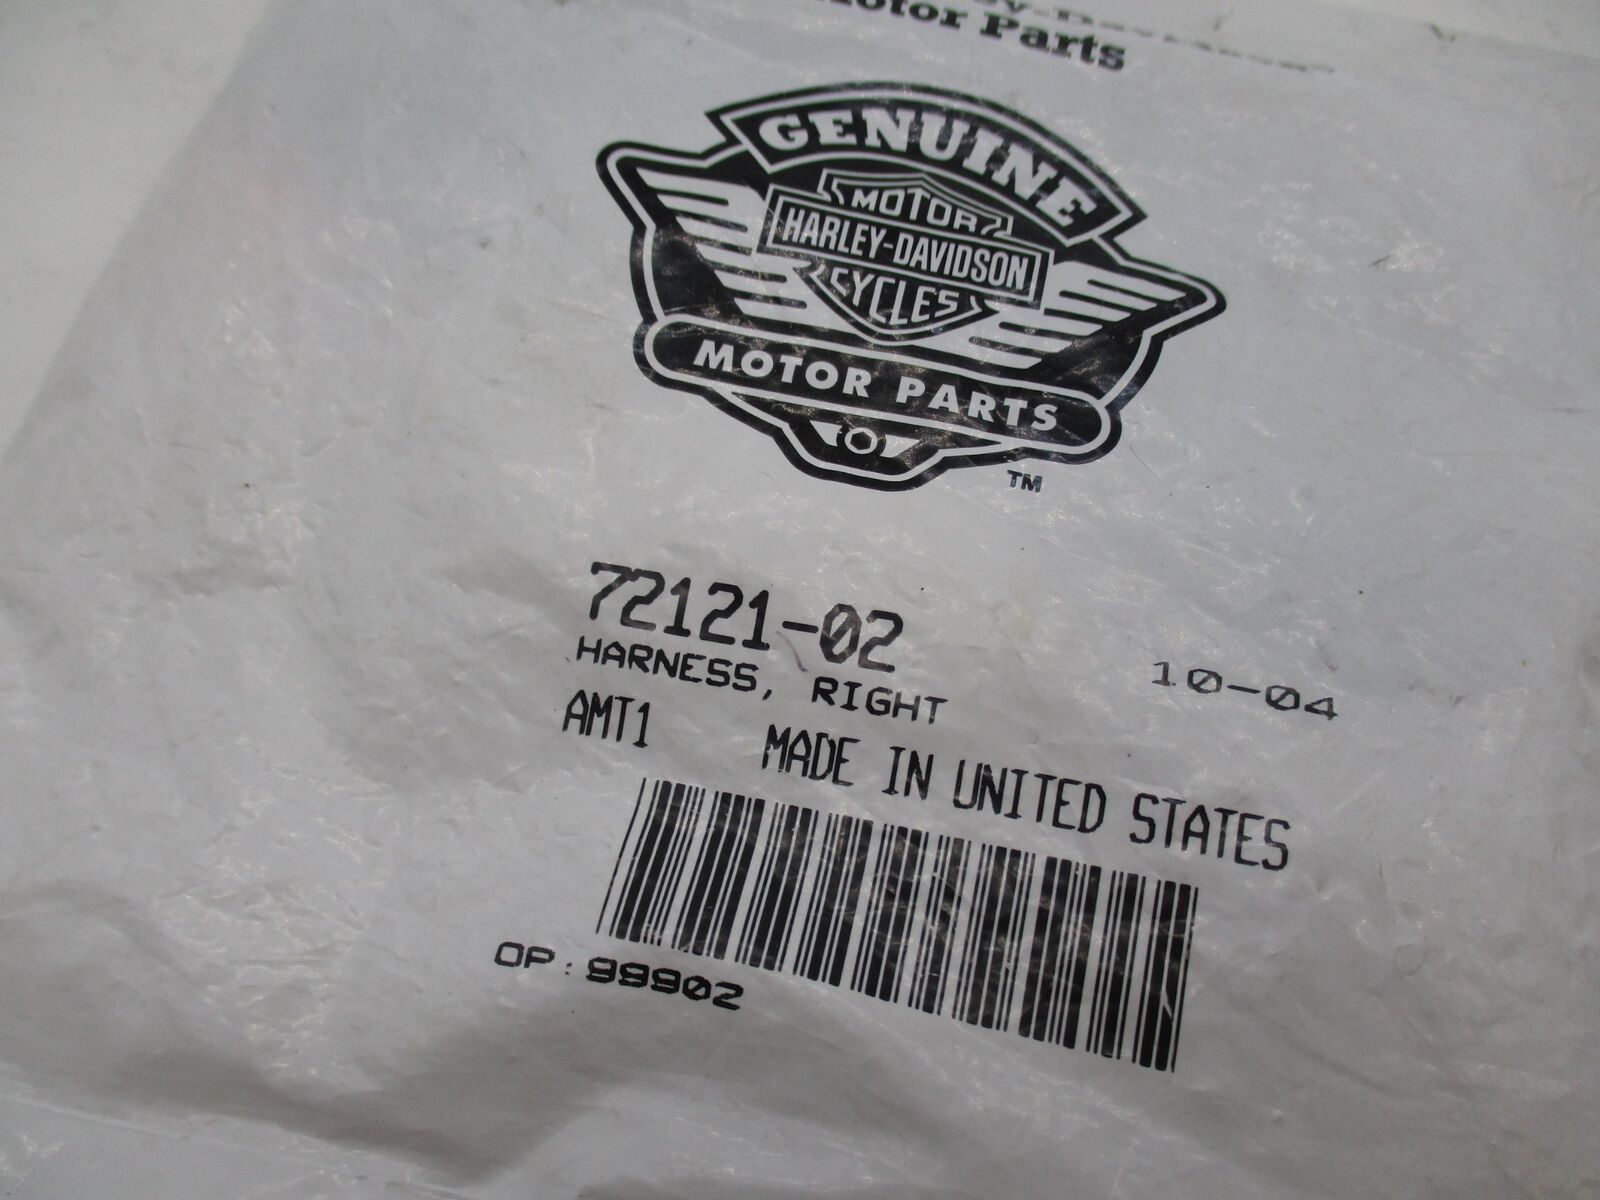 Motor Parts
GENUINE
MOTOR
HARLEY-DAVIDSON
CYCLES
MOTOR PARTS
TM
72121-02
HARNESS, RIGHT
10-04
AMT1 MADE IN UNITED STATES
OP: 99902